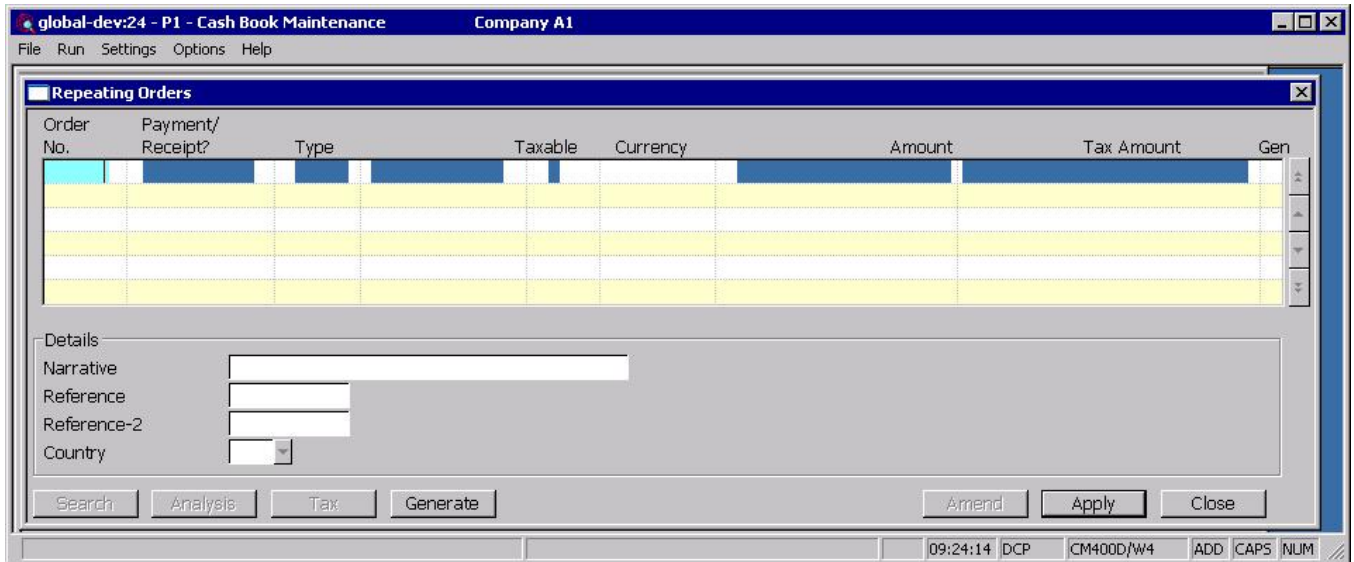 global-dev:24 - P1 - Cash Book Maintenance Company A1
File Run Settings Options Help
Repeating Orders
Order Payment/
No. Receipt? Type Taxable Currency Amount Tax Amount Gen
Details
Narrative
Reference
Reference-2
Country
Search Analysis Tax Generate Amend Apply Close
09:24:14 DCP CM400D/W4 ADD CAPS NUM